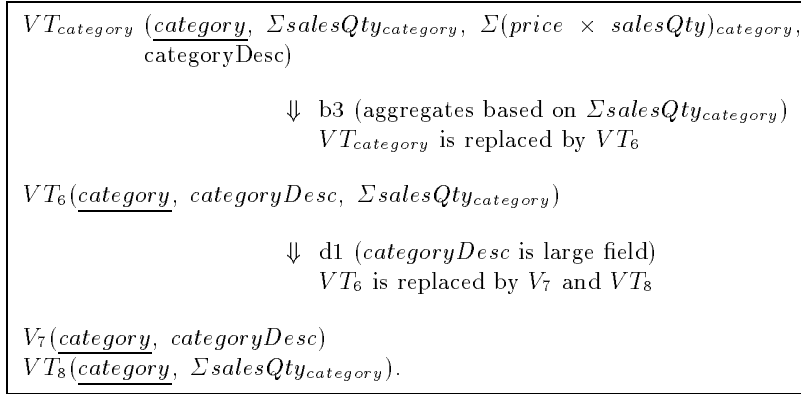 VT_category (category, ΣsalesQty_category, Σ(price × salesQty)_category,
categoryDesc)
⇓ b3 (aggregates based on ΣsalesQty_category)
VT_category is replaced by VT_6
VT_6(category, categoryDesc, ΣsalesQty_category)
⇓ d1 (categoryDesc is large field)
VT_6 is replaced by V_7 and VT_8
V_7(category, categoryDesc)
VT_8(category, ΣsalesQty_category).